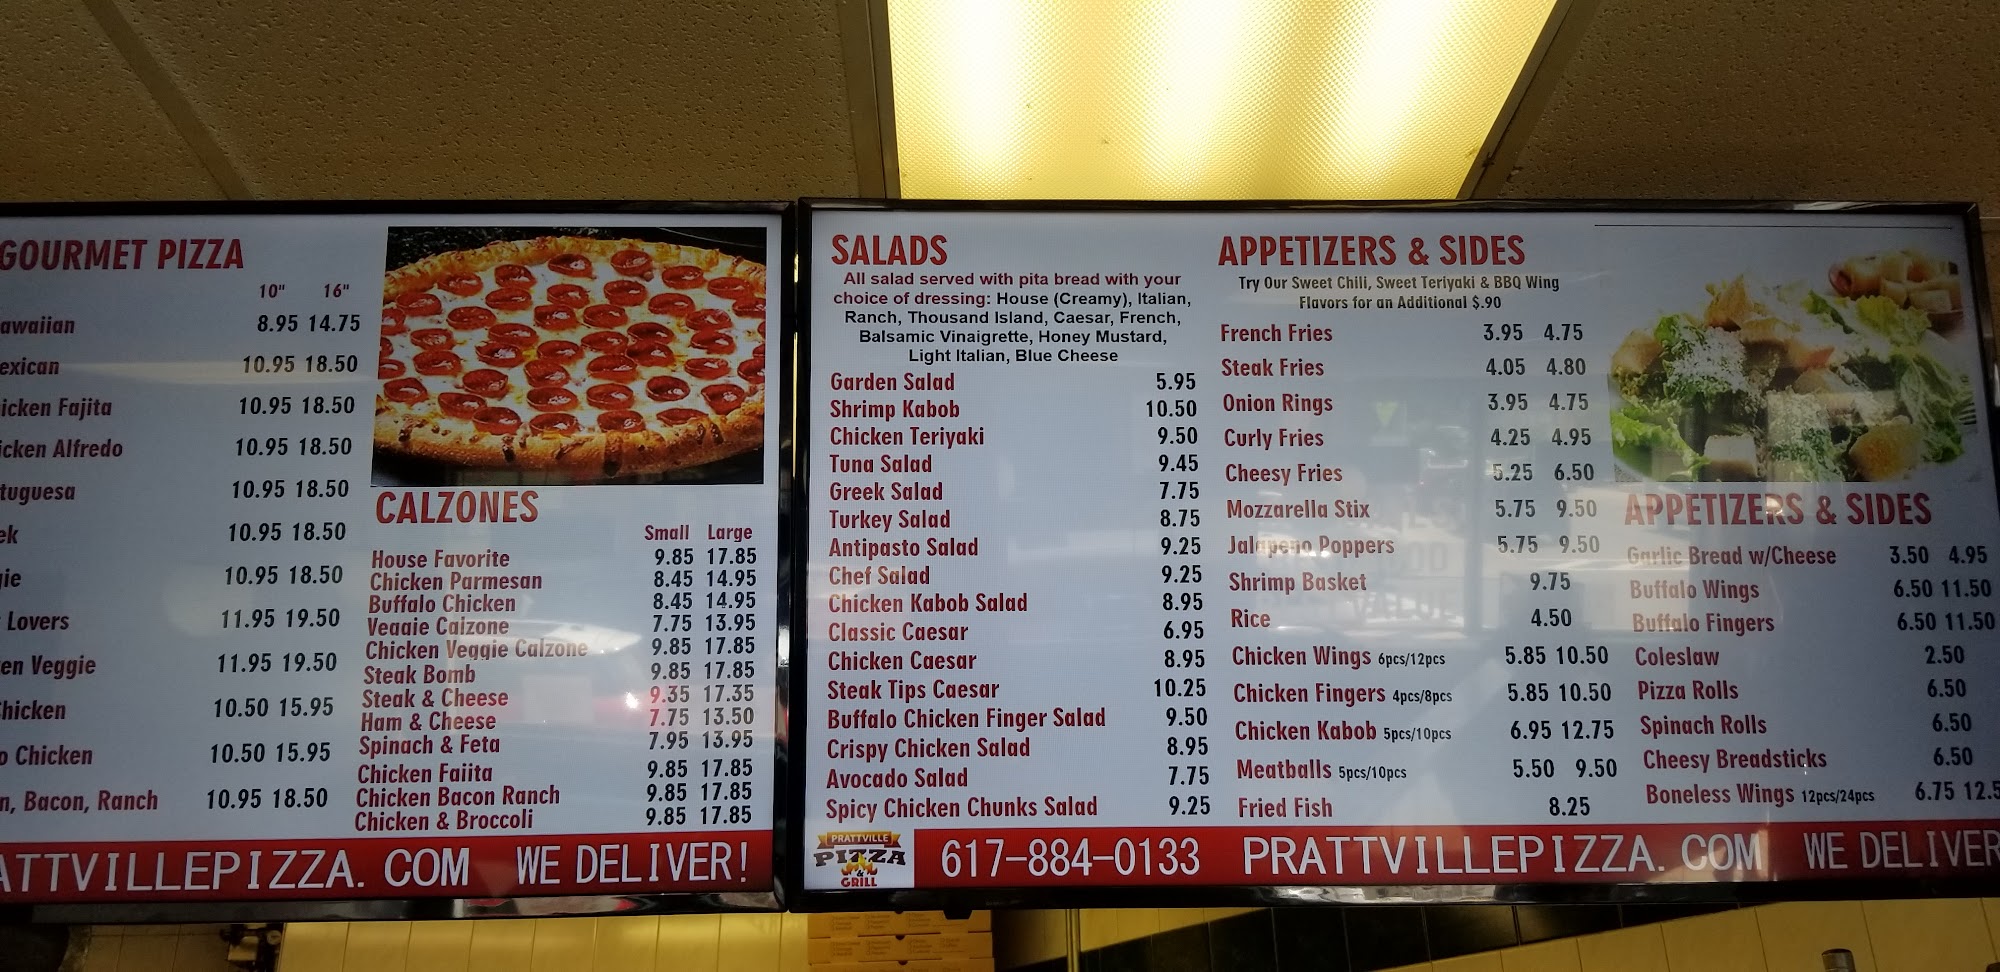 GOURMET PIZZA
10" 16"
awaiian 8.95 14.75
exican 10.95 18.50
icken Fajita 10.95 18.50
icken Alfredo 10.95 18.50
tuguesa 10.95 18.50
ek 10.95 18.50
gie 10.95 18.50
Lovers 11.95 19.50
en Veggie 11.95 19.50
hicken 10.50 15.95
o Chicken 10.50 15.95
n, Bacon, Ranch 10.95 18.50
CALZONES
Small Large
House Favorite 9.85 17.85
Chicken Parmesan 8.45 14.95
Buffalo Chicken 8.45 14.95
Veggie Calzone 7.75 13.95
Chicken Veggie Calzone 9.85 17.85
Steak Bomb 9.85 17.85
Steak & Cheese 9.35 17.35
Ham & Cheese 7.75 13.50
Spinach & Feta 7.95 13.95
Chicken Fajita 9.85 17.85
Chicken Bacon Ranch 9.85 17.85
Chicken & Broccoli 9.85 17.85
ATTVILLEPIZZA. COM WE DELIVER!
SALADS
All salad served with pita bread with your
choice of dressing: House (Creamy), Italian,
Ranch, Thousand Island, Caesar, French,
Balsamic Vinaigrette, Honey Mustard,
Light Italian, Blue Cheese
Garden Salad 5.95
Shrimp Kabob 10.50
Chicken Teriyaki 9.50
Tuna Salad 9.45
Greek Salad 7.75
Turkey Salad 8.75
Antipasto Salad 9.25
Chef Salad 9.25
Chicken Kabob Salad 8.95
Classic Caesar 6.95
Chicken Caesar 8.95
Steak Tips Caesar 10.25
Buffalo Chicken Finger Salad 9.50
Crispy Chicken Salad 8.95
Avocado Salad 7.75
Spicy Chicken Chunks Salad 9.25
APPETIZERS & SIDES
Try Our Sweet Chili, Sweet Teriyaki & BBQ Wing
Flavors for an Additional $.90
French Fries 3.95 4.75
Steak Fries 4.05 4.80
Onion Rings 3.95 4.75
Curly Fries 4.25 4.95
Cheesy Fries 5.25 6.50
Mozzarella Stix 5.75 9.50
Jalapeno Poppers 5.75 9.50
Shrimp Basket 9.75
Rice 4.50
Chicken Wings 6pcs/12pcs 5.85 10.50
Chicken Fingers 4pcs/8pcs 5.85 10.50
Chicken Kabob 5pcs/10pcs 6.95 12.75
Meatballs 5pcs/10pcs 5.50 9.50
Fried Fish 8.25
APPETIZERS & SIDES
Garlic Bread w/Cheese 3.50 4.95
Buffalo Wings 6.50 11.50
Buffalo Fingers 6.50 11.50
Coleslaw 2.50
Pizza Rolls 6.50
Spinach Rolls 6.50
Cheesy Breadsticks 6.50
Boneless Wings 12pcs/24pcs 6.75 12.5
PRATTVILLE
PIZZA
&
GRILL
617-884-0133 PRATTVILLEPIZZA. COM WE DELIVER